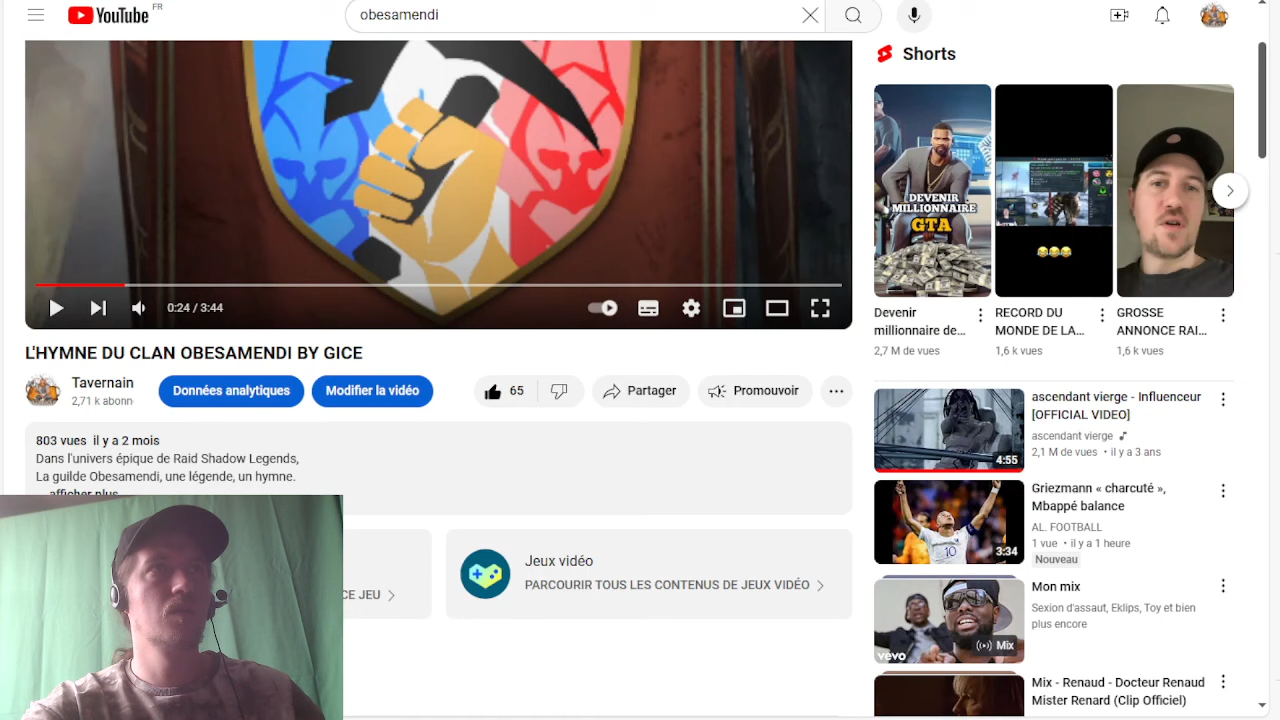 YouTube FR
obesamendi
0:24 / 3:44
L'HYMNE DU CLAN OBESAMENDI BY GICE
Tavernain
2,71 k abonn
Données analytiques
Modifier la vidéo
65
Partager
Promouvoir
803 vues il y a 2 mois
Dans l'univers épique de Raid Shadow Legends,
La guilde Obesamendi, une légende, un hymne.
...afficher plus
CE JEU
Jeux vidéo
PARCOURIR TOUS LES CONTENUS DE JEUX VIDÉO
Shorts
DEVENIR
MILLIONNAIRE
GTA
Devenir
millionnaire de...
2,7 M de vues
RECORD DU
MONDE DE LA...
1,6 k vues
GROSSE
ANNONCE RAI...
1,6 k vues
4:55
ascendant vierge - Influenceur
[OFFICIAL VIDEO]
ascendant vierge
2,1 M de vues • il y a 3 ans
10
3:34
Griezmann « charcuté »,
Mbappé balance
AL. FOOTBALL
1 vue • il y a 1 heure
Nouveau
vevo
Mix
Mon mix
Sexion d'assaut, Eklips, Toy et bien
plus encore
Mix - Renaud - Docteur Renaud
Mister Renard (Clip Officiel)